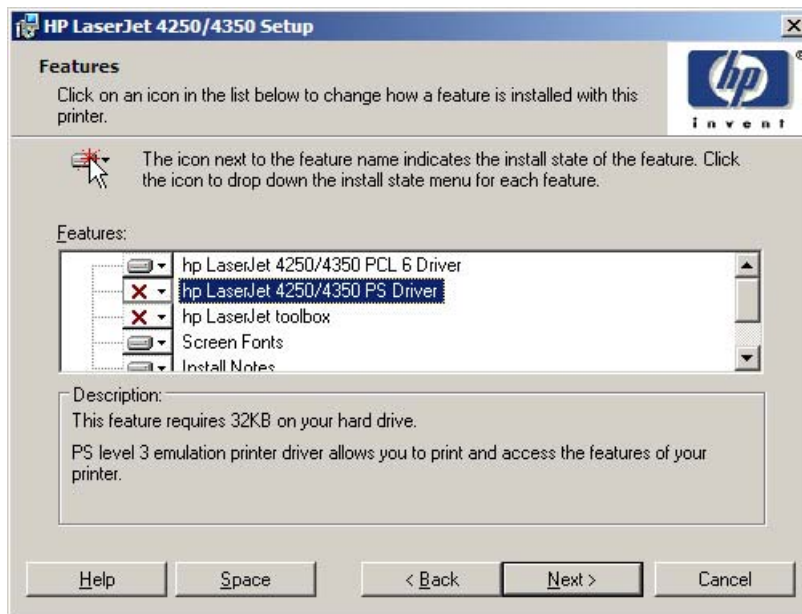 HP LaserJet 4250/4350 Setup
Features
Click on an icon in the list below to change how a feature is installed with this
printer.
hp
®
invent
The icon next to the feature name indicates the install state of the feature. Click
the icon to drop down the install state menu for each feature.
Features:
hp LaserJet 4250/4350 PCL 6 Driver
hp LaserJet 4250/4350 PS Driver
hp LaserJet toolbox
Screen Fonts
Install Notes
Description:
This feature requires 32KB on your hard drive.
PS level 3 emulation printer driver allows you to print and access the features of your
printer.
Help
Space
< Back
Next >
Cancel